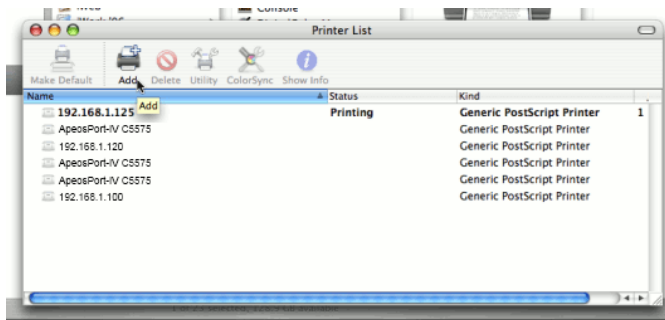 iWeb
Console
Printer List
Make Default Add Delete Utility ColorSync Show Info
Name Status Kind
Add
192.168.1.125 Printing Generic PostScript Printer 1
ApeosPort-IV C5575 Generic PostScript Printer
192.168.1.120 Generic PostScript Printer
ApeosPort-IV C5575 Generic PostScript Printer
ApeosPort-IV C5575 Generic PostScript Printer
192.168.1.100 Generic PostScript Printer